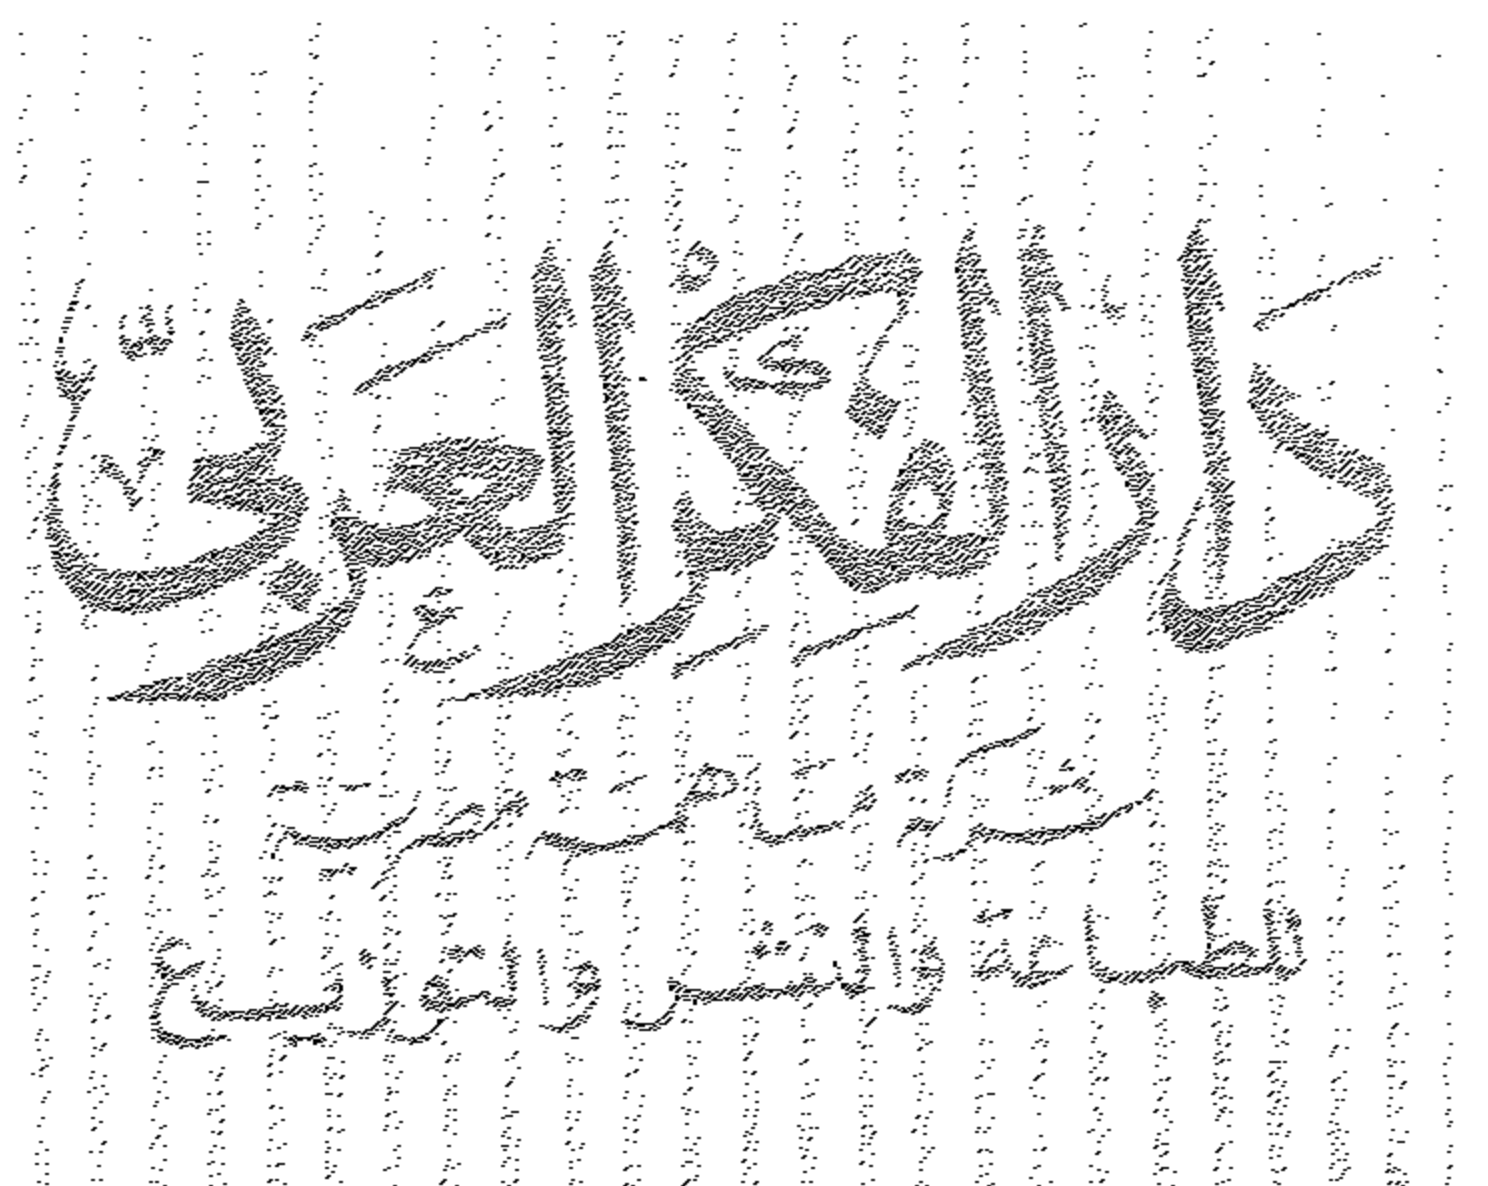 دار الفكر العربي
شركة مساهمة مصرية
للطباعة والنشر والتوزيع